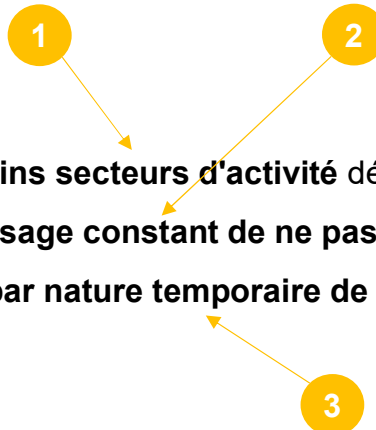 1 2
ins secteurs d'activité dé
sage constant de ne pas
par nature temporaire de
3